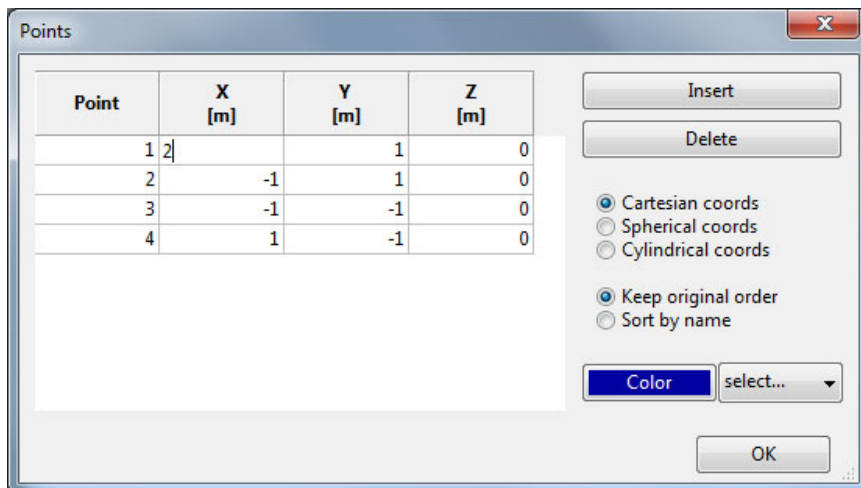 Points
Point X [m] Y [m] Z [m]
1 2 1 0
2 -1 1 0
3 -1 -1 0
4 1 -1 0
Insert
Delete
Cartesian coords
Spherical coords
Cylindrical coords
Keep original order
Sort by name
Color select...
OK